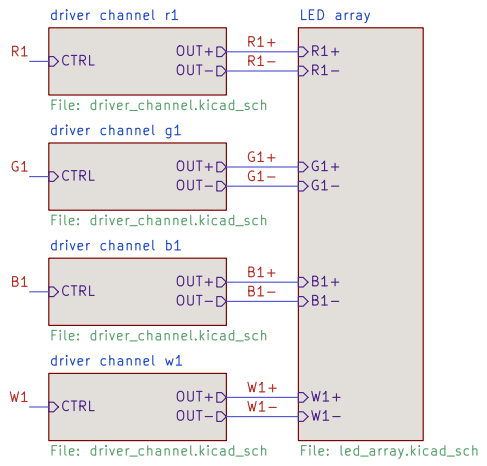 driver channel r1
LED array
R1
CTRL
OUT+
OUT-
R1+
R1-
R1+
R1-
File: driver_channel.kicad_sch
driver channel g1
G1
CTRL
OUT+
OUT-
G1+
G1-
G1+
G1-
File: driver_channel.kicad_sch
driver channel b1
B1
CTRL
OUT+
OUT-
B1+
B1-
B1+
B1-
File: driver_channel.kicad_sch
driver channel w1
W1
CTRL
OUT+
OUT-
W1+
W1-
W1+
W1-
File: driver_channel.kicad_sch
File: led_array.kicad_sch